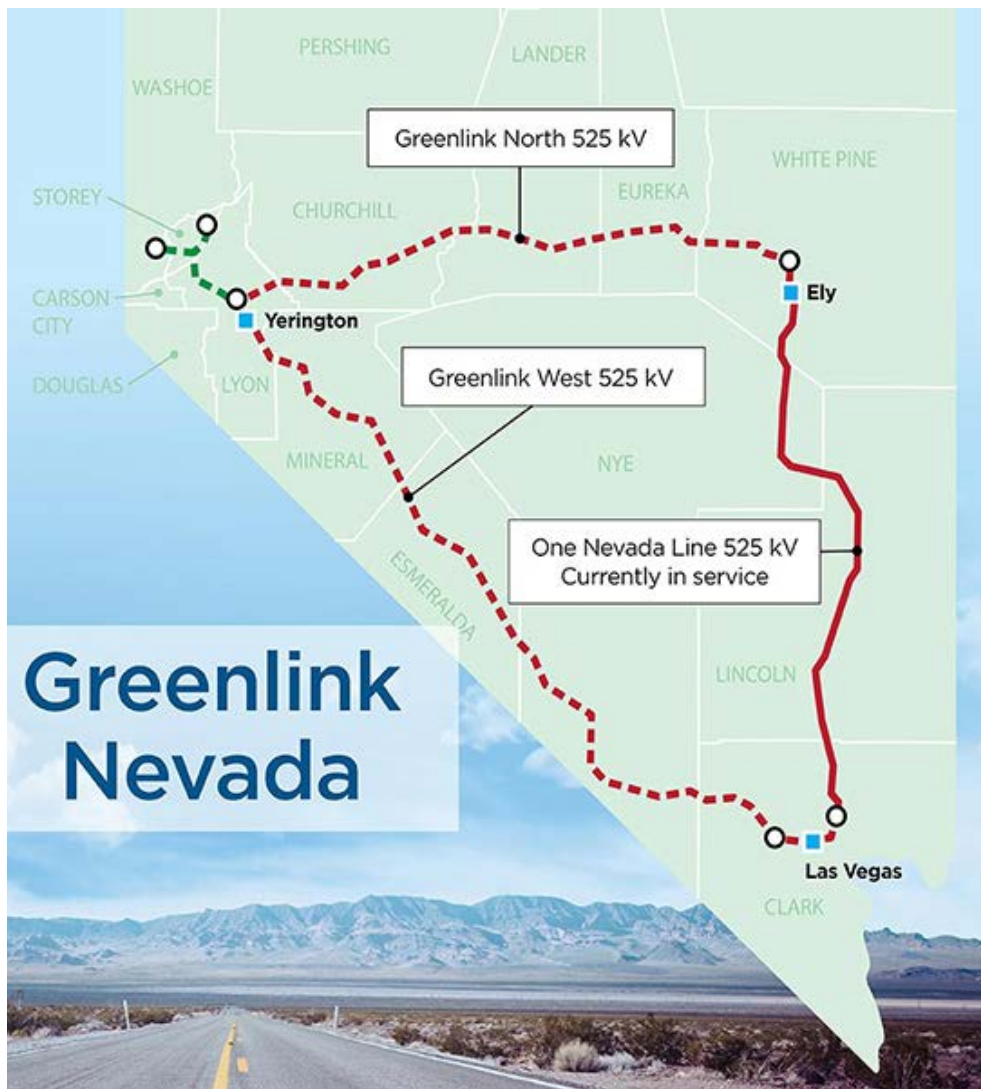 PERSHING
LANDER
WASHOE
Greenlink North 525 kV
WHITE PINE
EUREKA
STOREY
CHURCHILL
CARSON
CITY
Ely
Yerington
DOUGLAS
LYON
Greenlink West 525 kV
MINERAL
NYE
One Nevada Line 525 kV
Currently in service
ESMERALDA
LINCOLN
Greenlink
Nevada
Las Vegas
CLARK